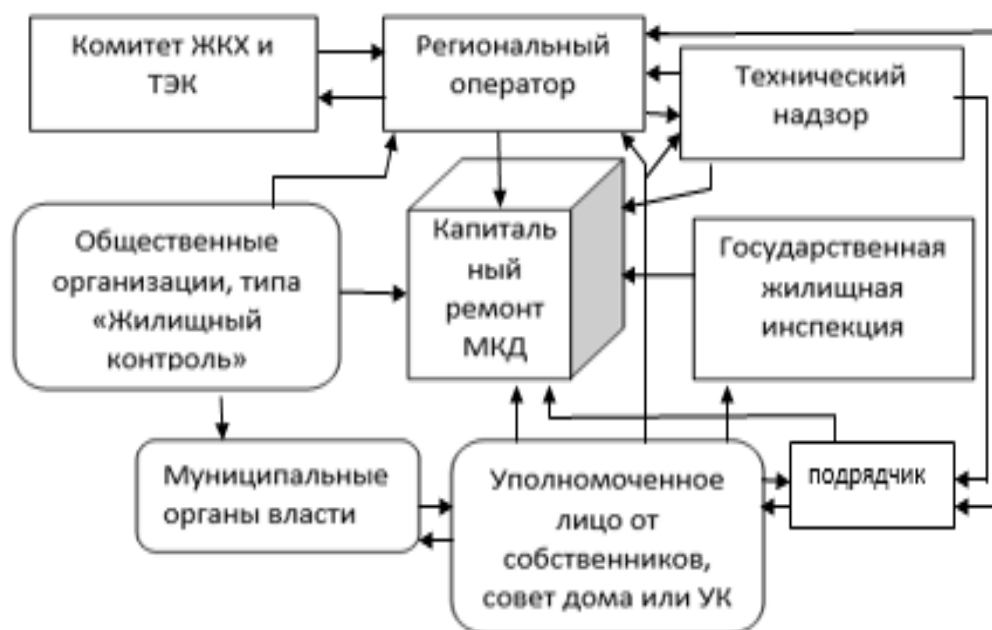 Комитет ЖКХ и
ТЭК
Региональный
оператор
Технический
надзор
Общественные
организации, типа
«Жилищный
контроль»
Капиталь
ный
ремонт
МКД
Государственная
жилищная
инспекция
Муниципальные
органы власти
Уполномоченное
лицо от
собственников,
совет дома или УК
подрядчик